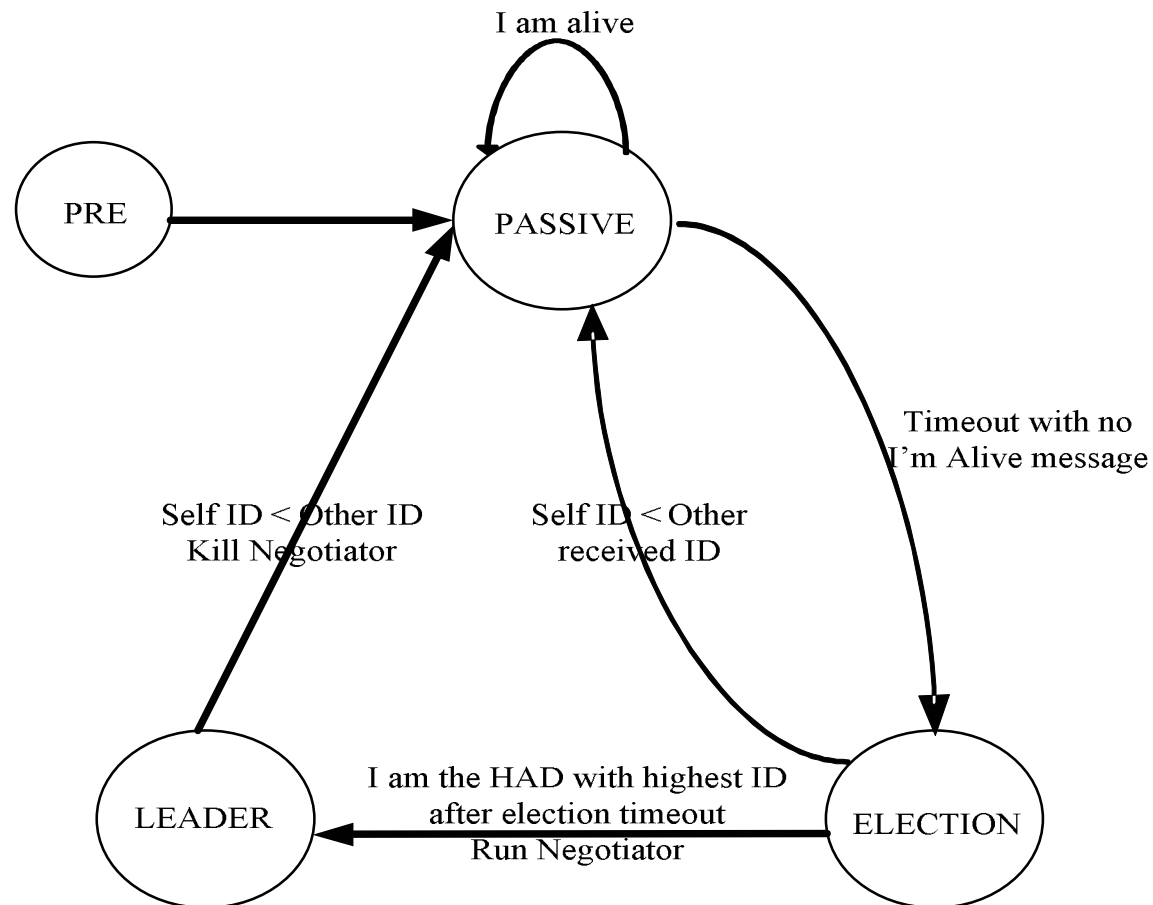 I am alive
PRE
PASSIVE
Timeout with no
I’m Alive message
Self ID < Other ID
Kill Negotiator
Self ID < Other
received ID
I am the HAD with highest ID
after election timeout
Run Negotiator
LEADER
ELECTION